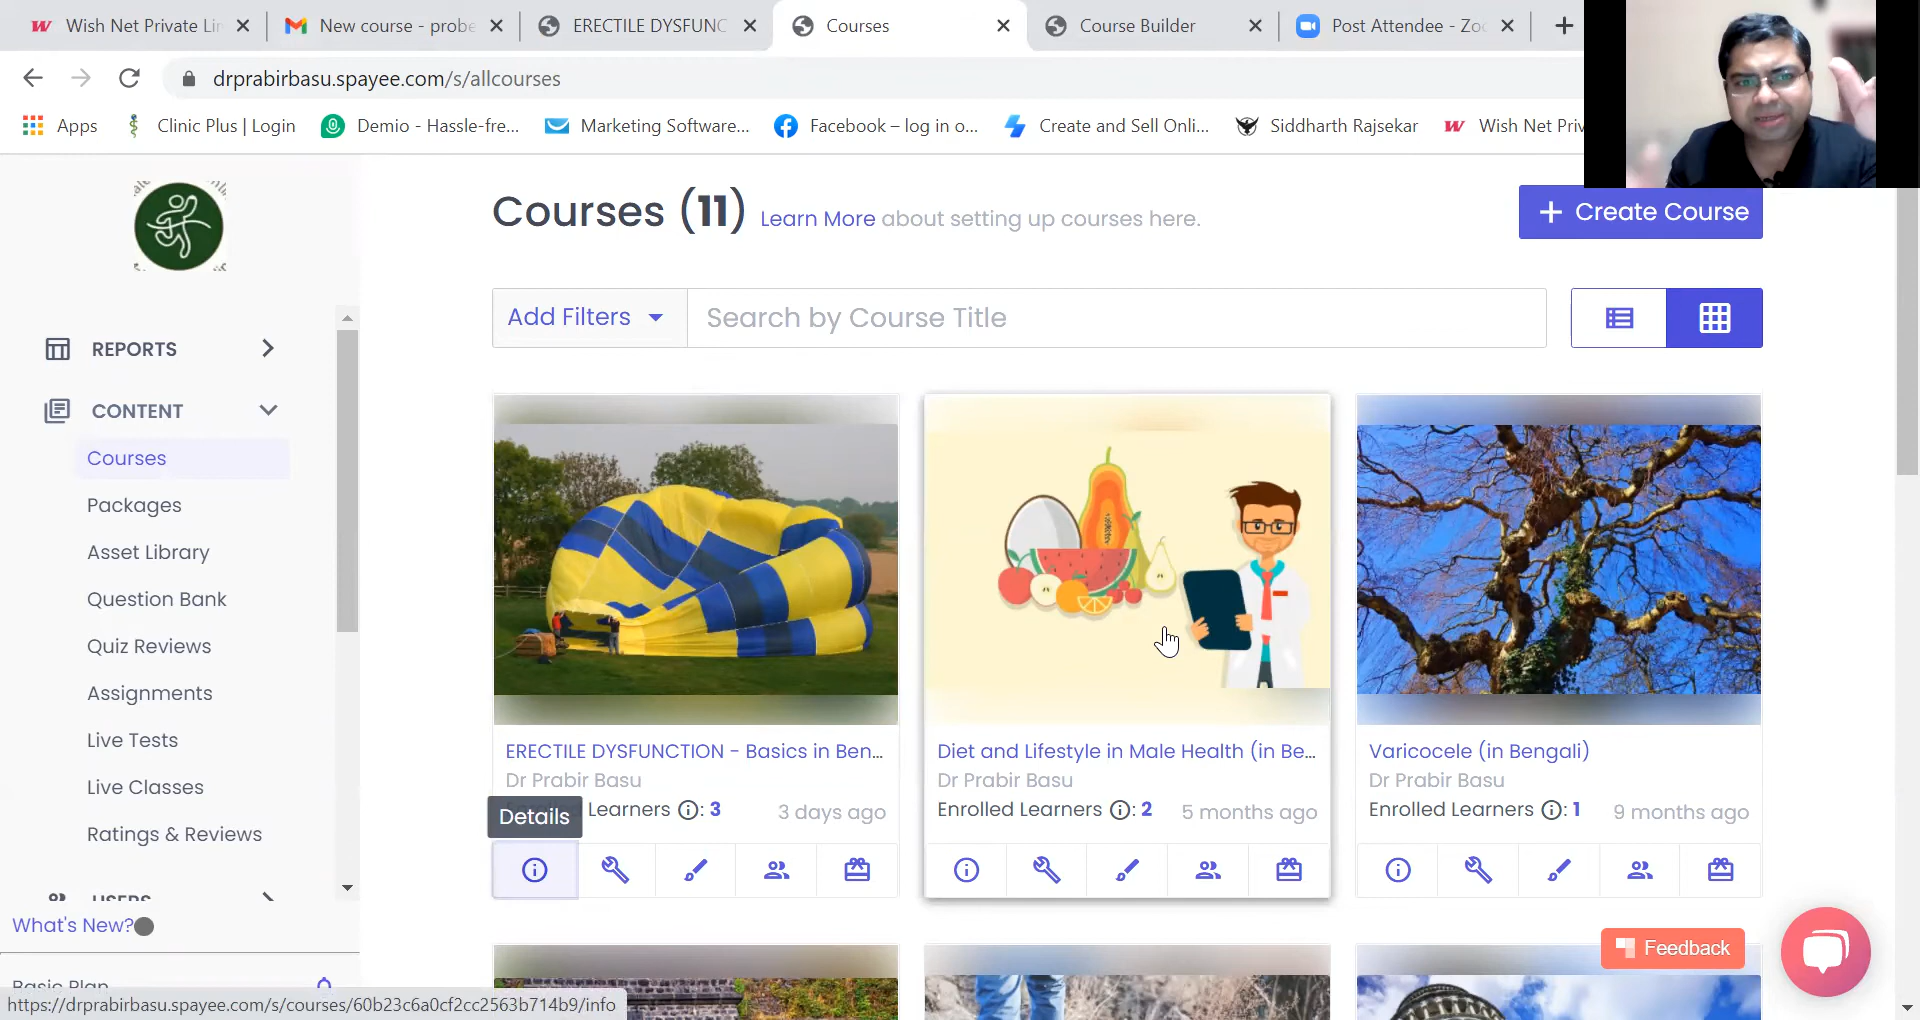 Wish Net Private Lin
New course - probe
ERECTILE DYSFUNC
Courses
Course Builder
Post Attendee - Zoo
drprabirbasu.spayee.com/s/allcourses
Apps
Clinic Plus | Login
Demio - Hassle-fre...
Marketing Software...
Facebook – log in o...
Create and Sell Onli...
Siddharth Rajsekar
Wish Net Priv
Courses (11) Learn More about setting up courses here.
+ Create Course
Add Filters
Search by Course Title
REPORTS
CONTENT
Courses
Packages
Asset Library
Question Bank
Quiz Reviews
Assignments
Live Tests
Live Classes
Ratings & Reviews
USERS
What's New?
Basic Plan
ERECTILE DYSFUNCTION - Basics in Ben...
Dr Prabir Basu
Learners : 3
3 days ago
Details
Diet and Lifestyle in Male Health (in Be...
Dr Prabir Basu
Enrolled Learners : 2
5 months ago
Varicocele (in Bengali)
Dr Prabir Basu
Enrolled Learners : 1
9 months ago
Feedback
https://drprabirbasu.spayee.com/s/courses/60b23c6a0cf2cc2563b714b9/info